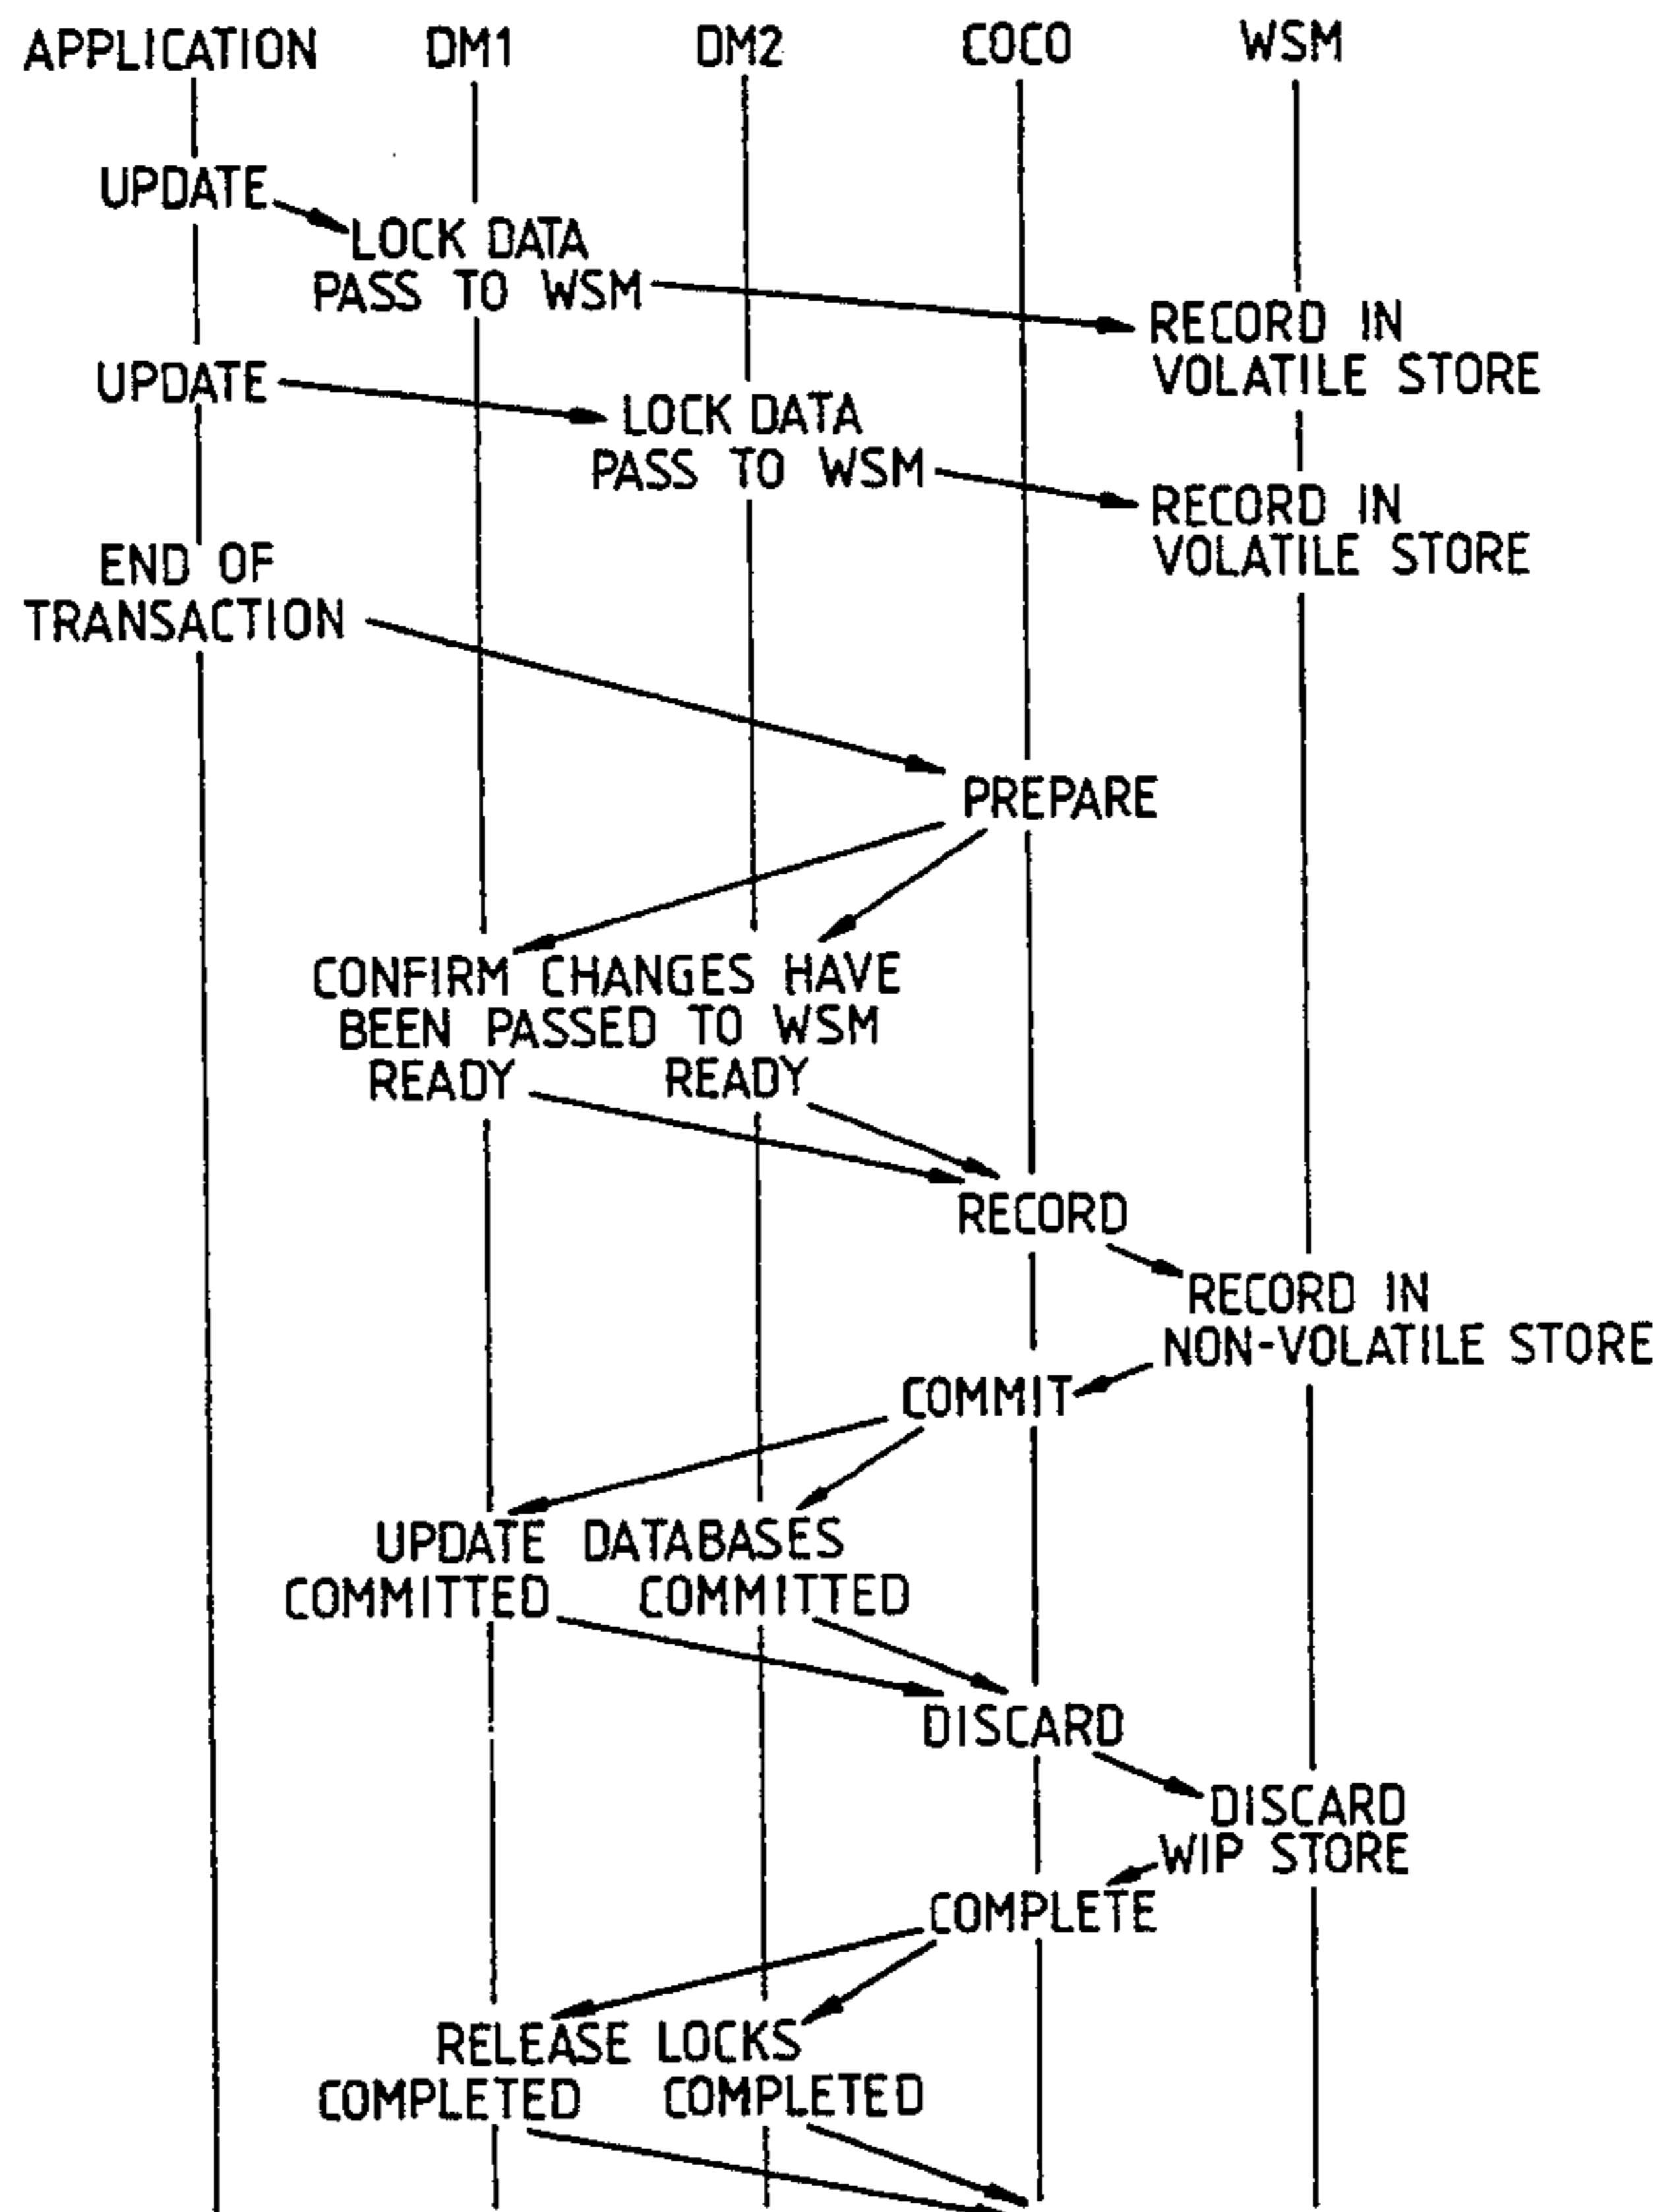 APPLICATION DM1 DM2 COCO WSM
UPDATE
LOCK DATA
PASS TO WSM
RECORD IN
VOLATILE STORE
UPDATE
LOCK DATA
PASS TO WSM
RECORD IN
VOLATILE STORE
END OF
TRANSACTION
PREPARE
CONFIRM CHANGES HAVE
BEEN PASSED TO WSM
READY READY
RECORD
RECORD IN
NON-VOLATILE STORE
COMMIT
UPDATE DATABASES
COMMITTED COMMITTED
DISCARD
DISCARD
WIP STORE
COMPLETE
RELEASE LOCKS
COMPLETED COMPLETED